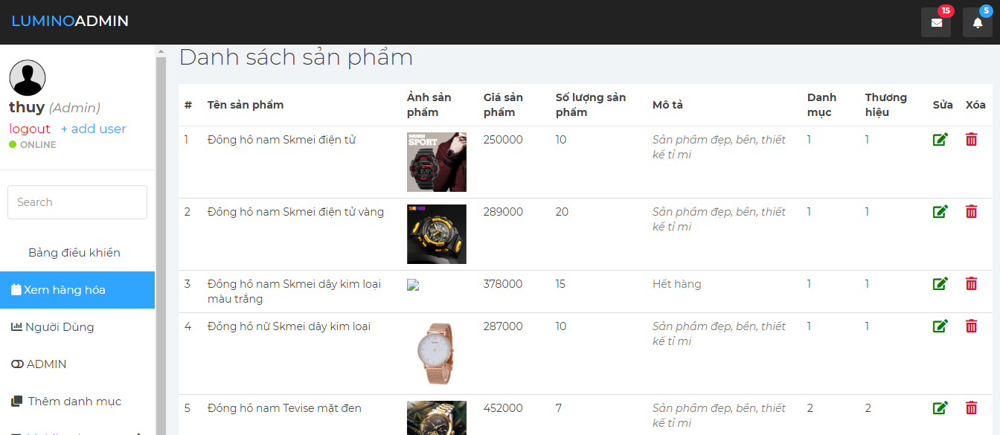 LUMINOADMIN
15
5
thuy (Admin)
logout + add user
ONLINE
Search
Bảng điều khiển
Xem hàng hóa
Người Dùng
ADMIN
Thêm danh mục
Danh sách sản phẩm
# Tên sản phẩm Ảnh sản phẩm Giá sản phẩm Số lượng sản phẩm Mô tả Danh mục Thương hiệu Sửa Xóa
1 Đồng hồ nam Skmei điện tử 250000 10 Sản phẩm đẹp, bền, thiết 1 1
kế tỉ mi
SPORT
2 Đồng hồ nam Skmei điện tử vàng 289000 20 Sản phẩm đẹp, bền, thiết 1 1
kế tỉ mi
SKMEI
3 Đồng hồ nam Skmei dây kim loại 378000 15 Hết hàng 1 1
màu trắng
4 Đồng hồ nữ Skmei dây kim loại 287000 10 Sản phẩm đẹp, bền, thiết 1 1
kế tỉ mi
5 Đồng hồ nam Tevise mặt đen 452000 7 Sản phẩm đẹp, bền, thiết 2 2
kế tỉ mi